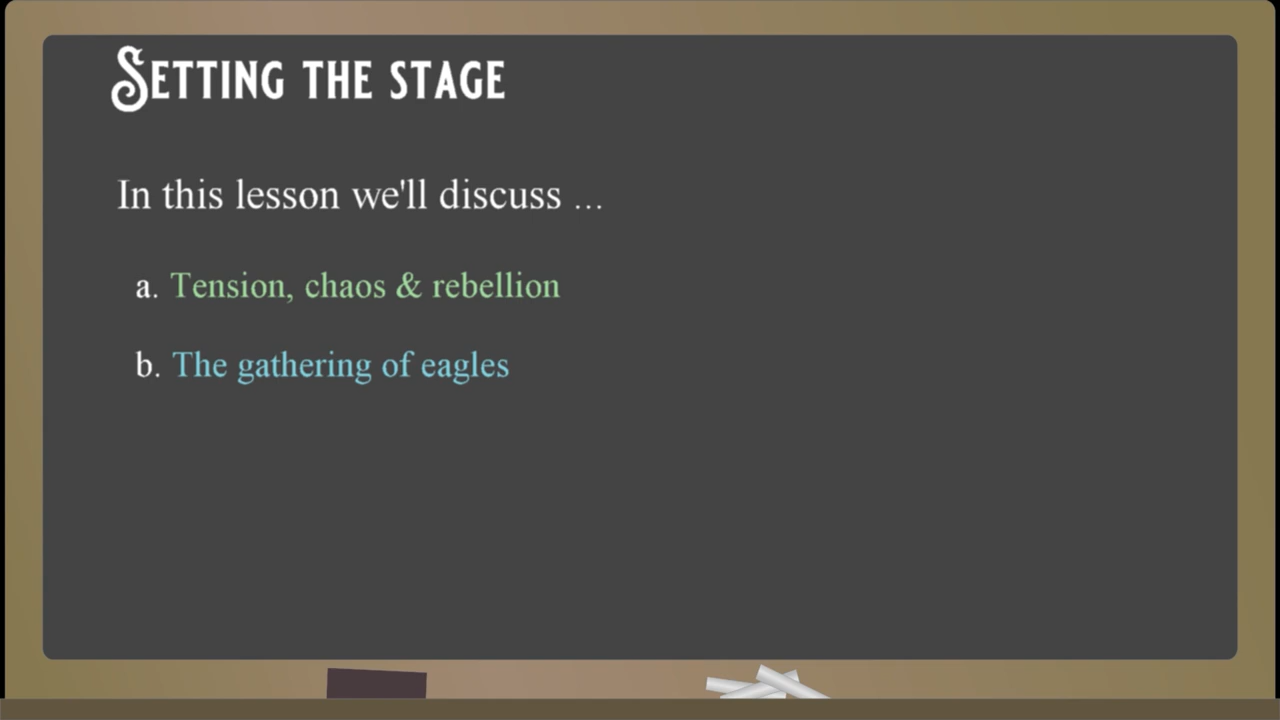 Setting the stage
In this lesson we'll discuss ...
a. Tension, chaos & rebellion
b. The gathering of eagles